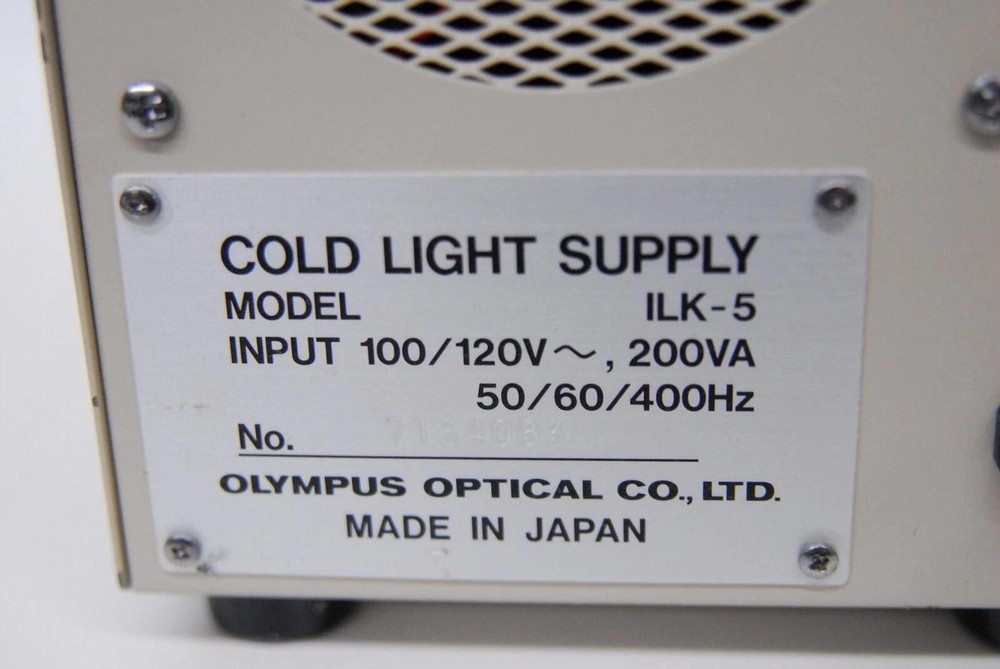 COLD LIGHT SUPPLY
MODEL ILK-5
INPUT 100/120V～, 200VA
50/60/400Hz
No.
OLYMPUS OPTICAL CO., LTD.
MADE IN JAPAN